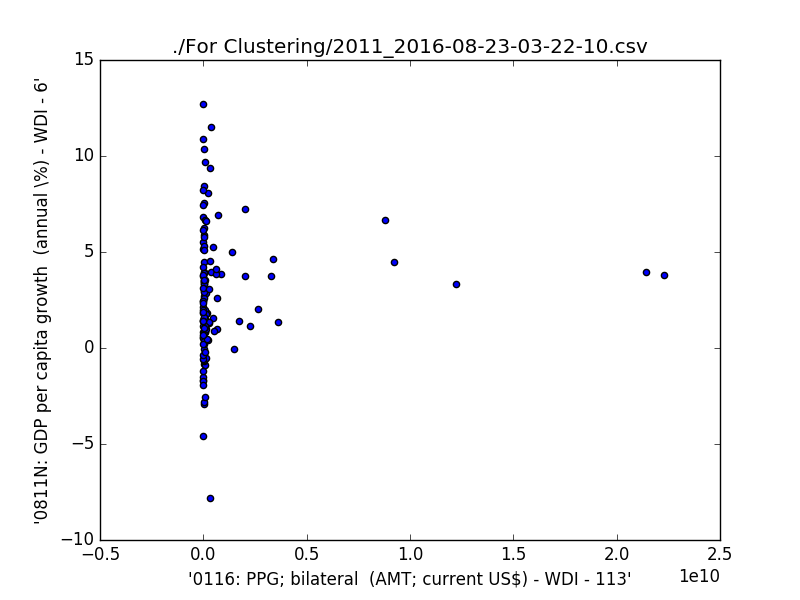 ./For Clustering/2011_2016-08-23-03-22-10.csv
15
10
5
0
−5
−10
'0811N: GDP per capita growth  (annual \%) - WDI - 6'
−0.5 0.0 0.5 1.0 1.5 2.0 2.5
1e10
'0116: PPG; bilateral  (AMT; current US$) - WDI - 113'